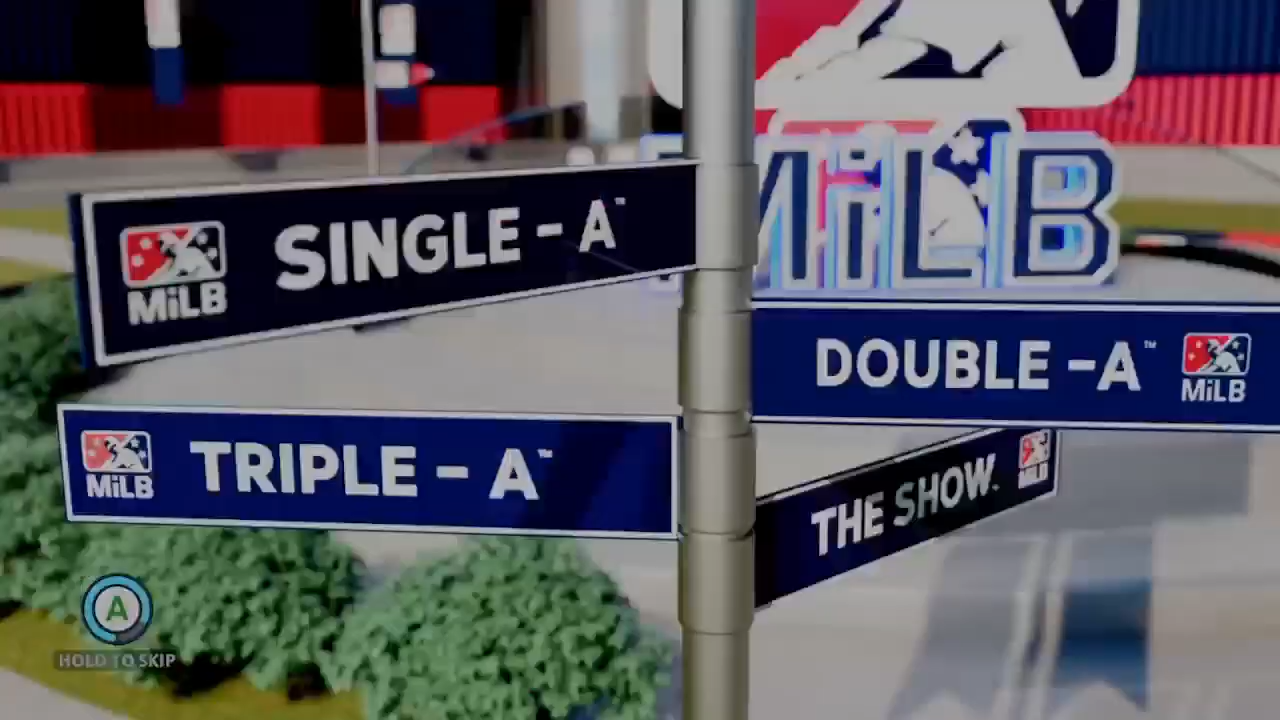 MiLB
SINGLE - A™
MiLB
DOUBLE - A™
MiLB
TRIPLE - A™
MiLB
THE SHOW.
MiLB
A
HOLD TO SKIP